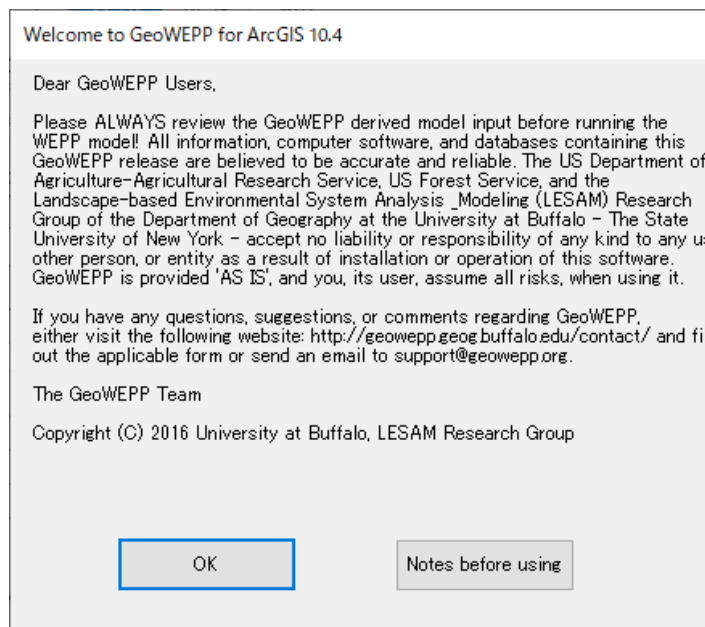 Welcome to GeoWEPP for ArcGIS 10.4
Dear GeoWEPP Users,
Please ALWAYS review the GeoWEPP derived model input before running the
WEPP model! All information, computer software, and databases containing this
GeoWEPP release are believed to be accurate and reliable. The US Department of
Agriculture-Agricultural Research Service, US Forest Service, and the
Landscape-based Environmental System Analysis _Modeling (LESAM) Research
Group of the Department of Geography at the University at Buffalo - The State
University of New York - accept no liability or responsibility of any kind to any
other person, or entity as a result of installation or operation of this software.
GeoWEPP is provided 'AS IS', and you, its user, assume all risks, when using it.
If you have any questions, suggestions, or comments regarding GeoWEPP,
either visit the following website: http://geowepp.geog.buffalo.edu/contact/ and
out the applicable form or send an email to support@geowepp.org.
The GeoWEPP Team
Copyright (C) 2016 University at Buffalo, LESAM Research Group
OK
Notes before using